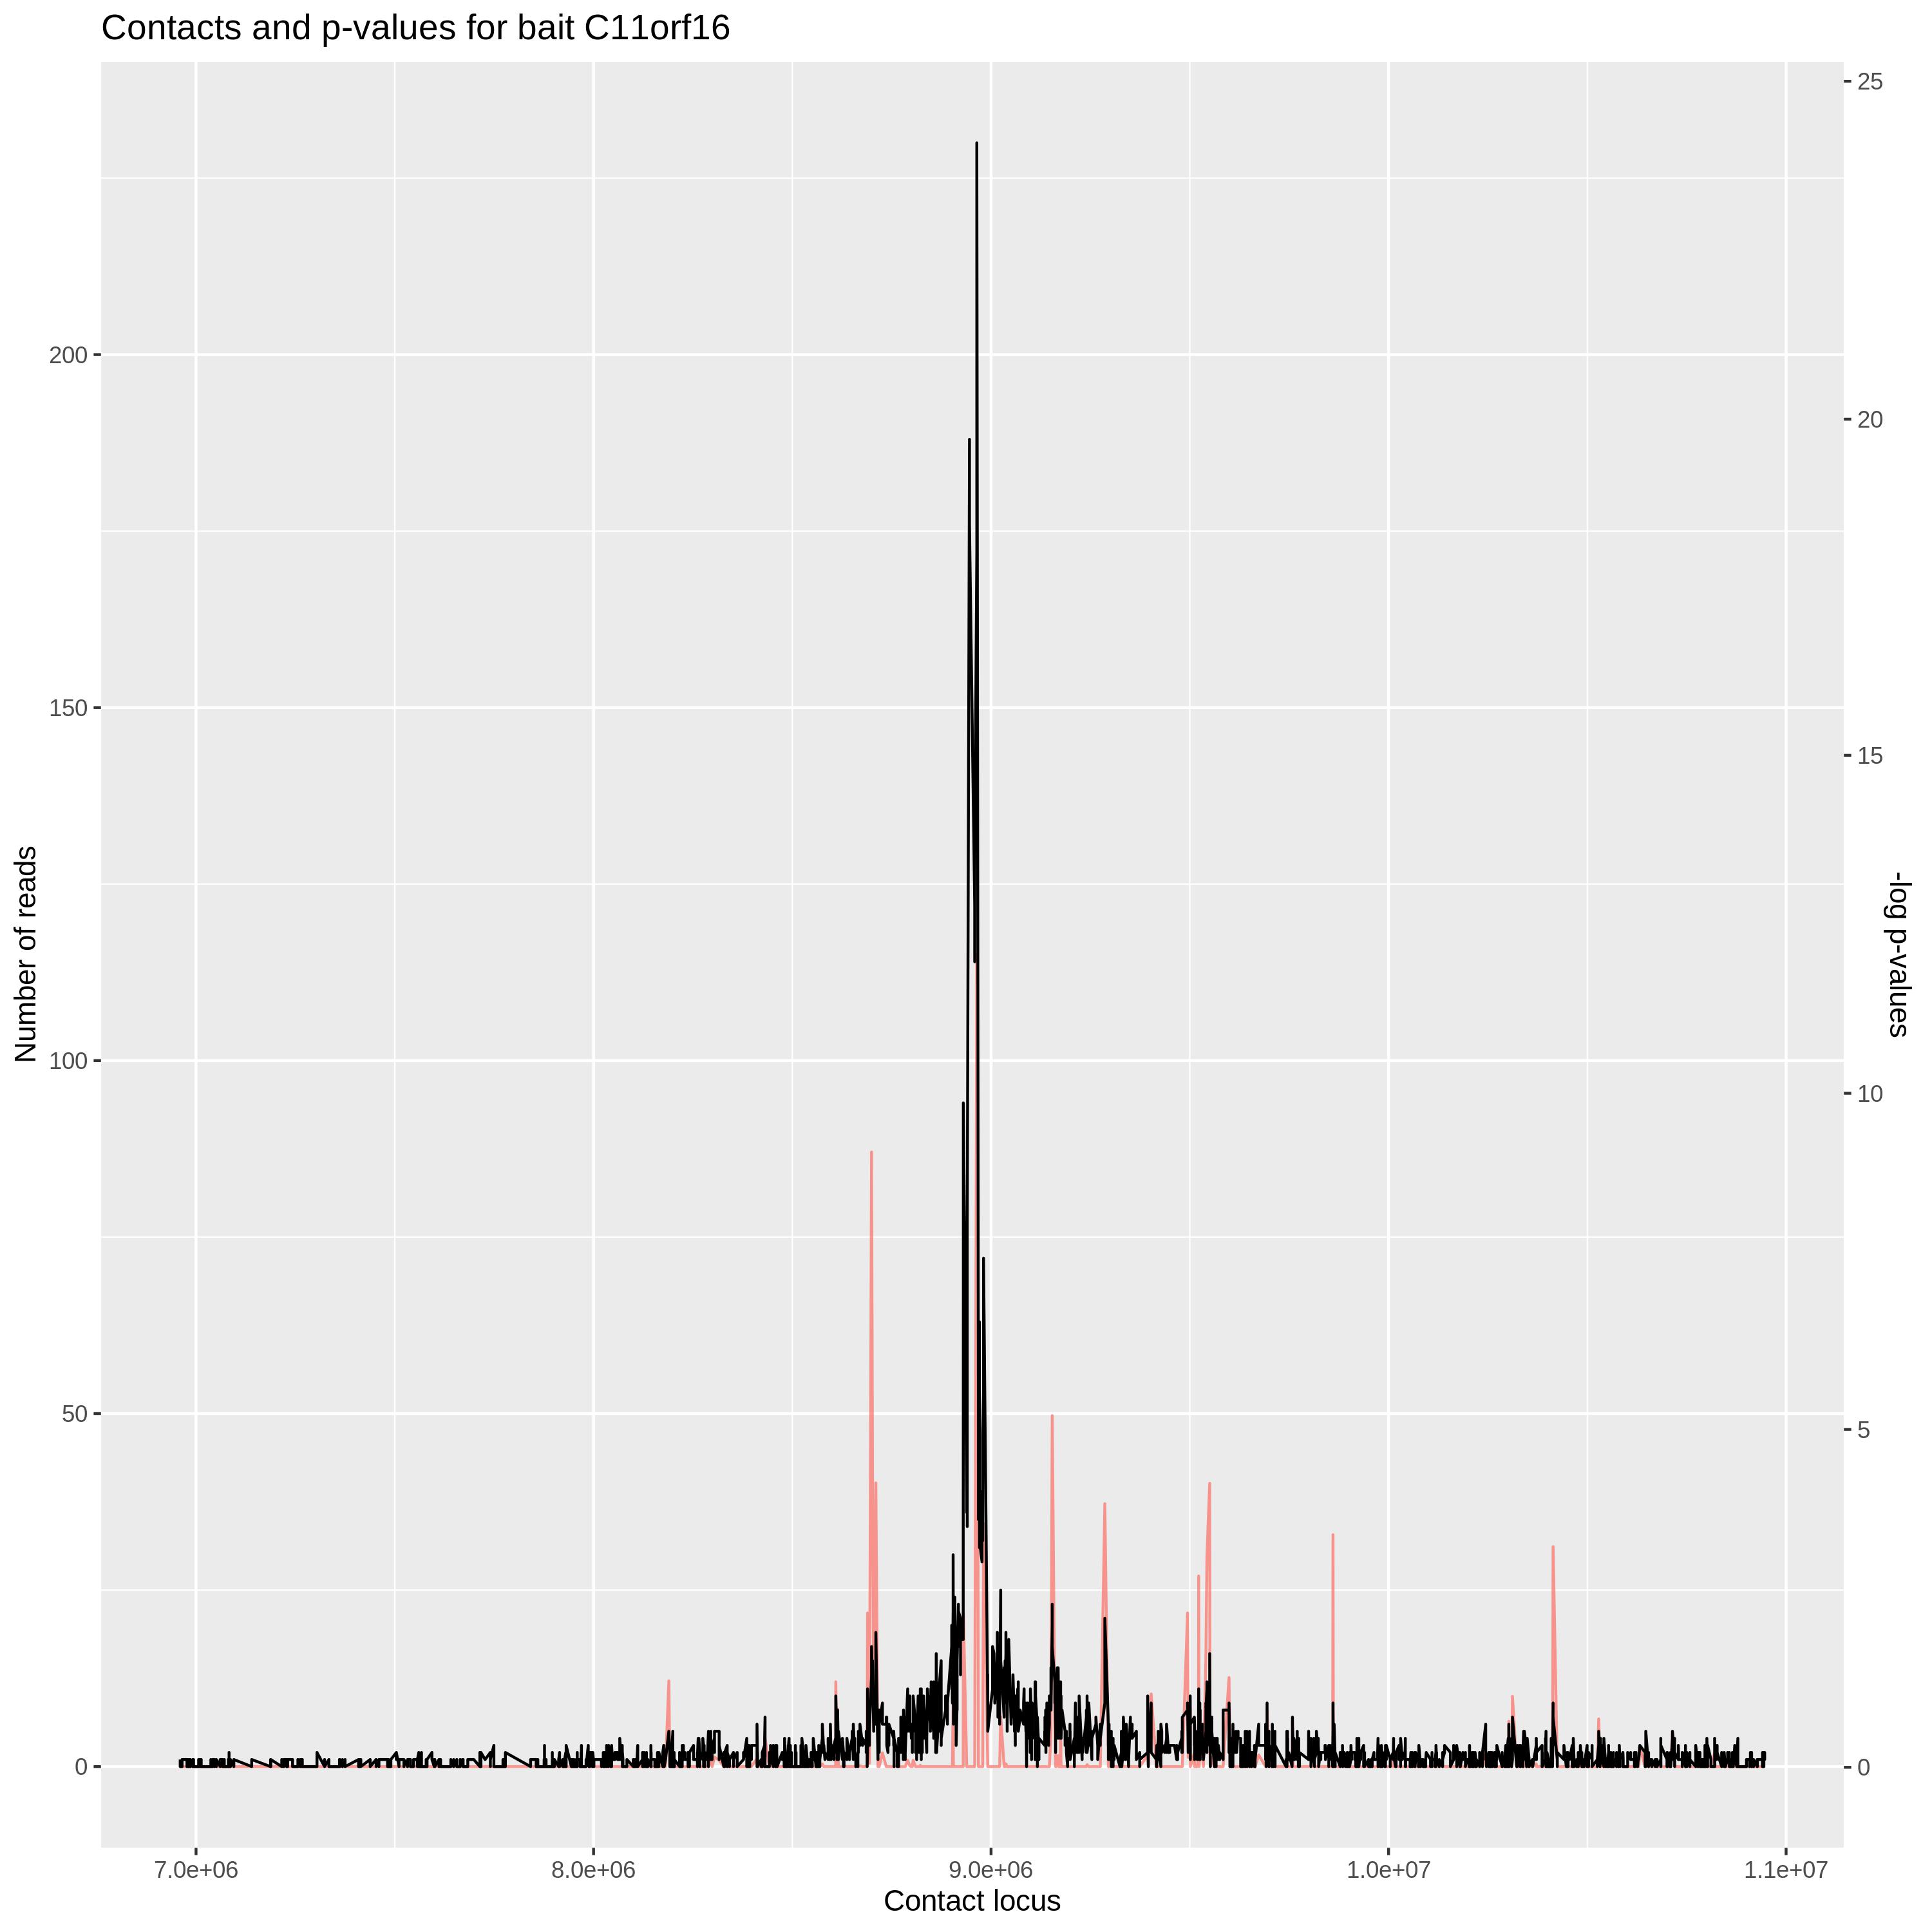 Contacts and p-values for bait C11orf16
Number of reads
200
150
100
50
0
25
20
15
10
5
0
-log p-values
7.0e+06 8.0e+06 9.0e+06 1.0e+07 1.1e+07
Contact locus